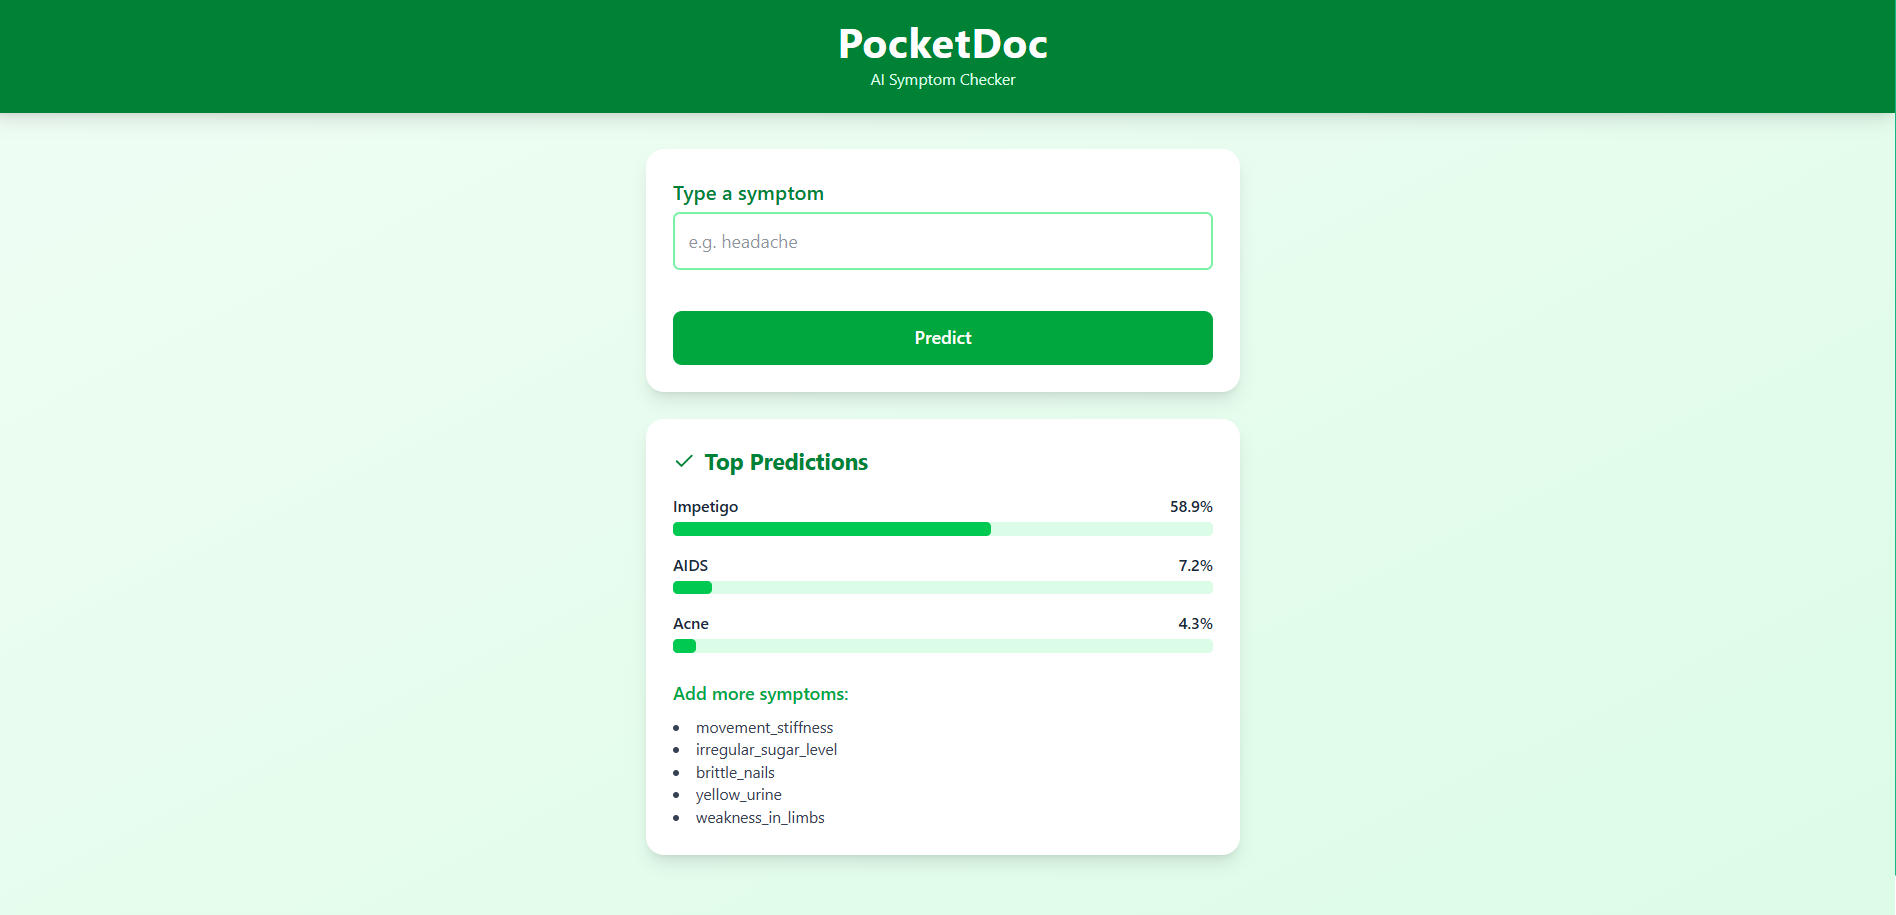 PocketDoc
AI Symptom Checker
Type a symptom
e.g. headache
Predict
Top Predictions
Impetigo 58.9%
AIDS 7.2%
Acne 4.3%
Add more symptoms:
movement_stiffness
irregular_sugar_level
brittle_nails
yellow_urine
weakness_in_limbs